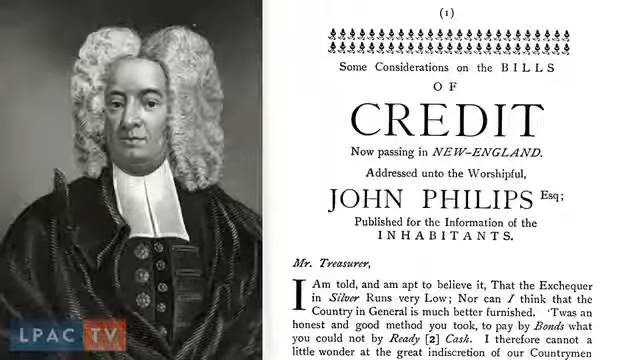 LPAC TV
(1)
Some Considerations on the BILLS
OF
CREDIT
Now passing in NEW-ENGLAND.
Addressed unto the Worshipful,
JOHN PHILIPS Esq;
Published for the Information of the
INHABITANTS.
Mr. Treasurer,
I Am told, and am apt to believe it, That the Exchequer
in Silver Runs very Low; Nor can I think that the
Country in General is much better furnished. 'Twas an
honest and good method you took, to pay by Bonds what
you could not by Ready [2] Cash. I therefore cannot a
little wonder at the great indiscretion of our Countrymen